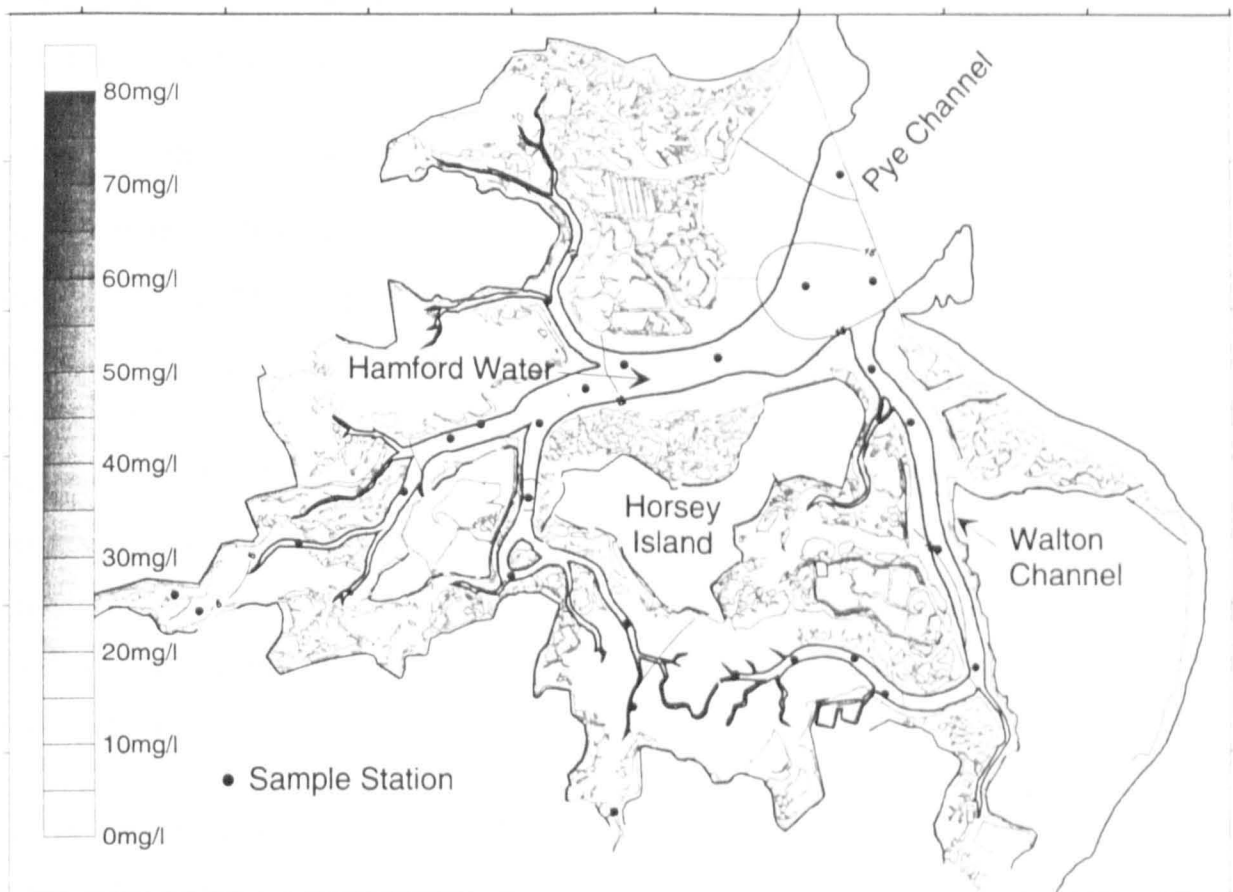 80mg/l
70mg/l
60mg/l
50mg/l
40mg/l
30mg/l
20mg/l
10mg/l
0mg/l
Pye Channel
Hamford Water
Horsey
Island
Walton
Channel
Sample Station